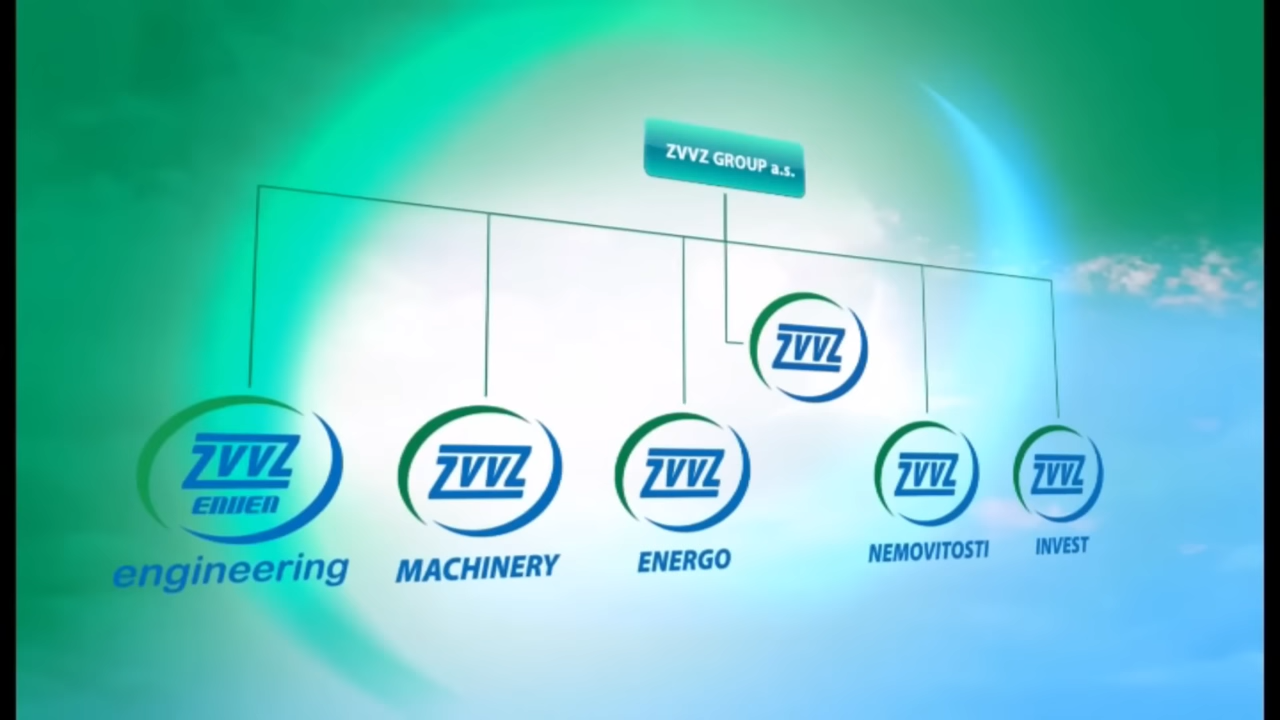 ZVVZ GROUP a.s.
ZVVZ
ZVVZ
ENVEN
engineering
ZVVZ
MACHINERY
ZVVZ
ENERGO
ZVVZ
NEMOVITOSTI
ZVVZ
INVEST